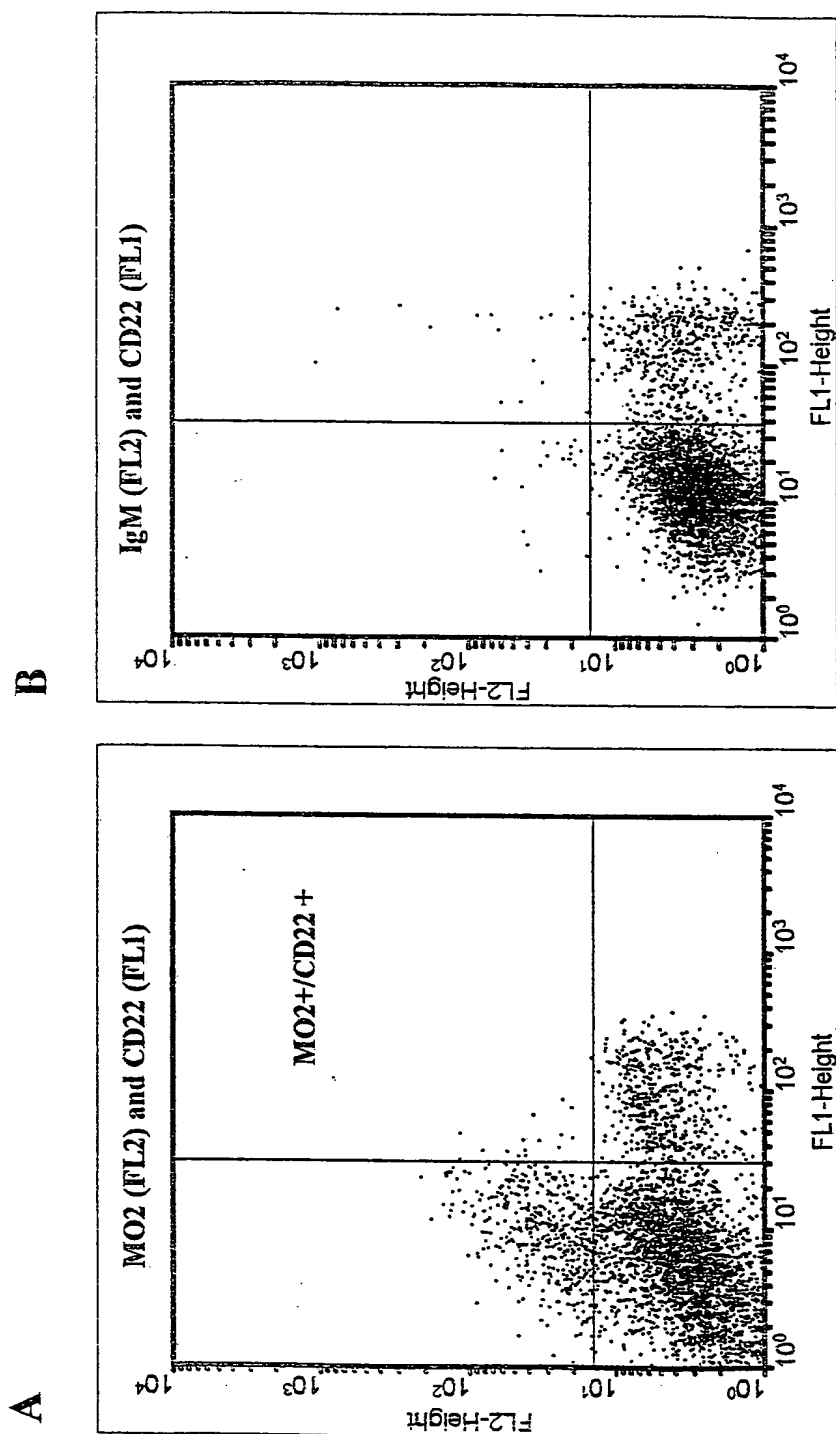 A
MO2 (FL2) and CD22 (FL1)
MO2+/CD22 +
FL2-Height
10⁴
10³
10²
10¹
10⁰
10⁰
10¹
10²
10³
10⁴
FL1-Height
B
IgM (FL2) and CD22 (FL1)
FL2-Height
10⁴
10³
10²
10¹
10⁰
10⁰
10¹
10²
10³
10⁴
FL1-Height